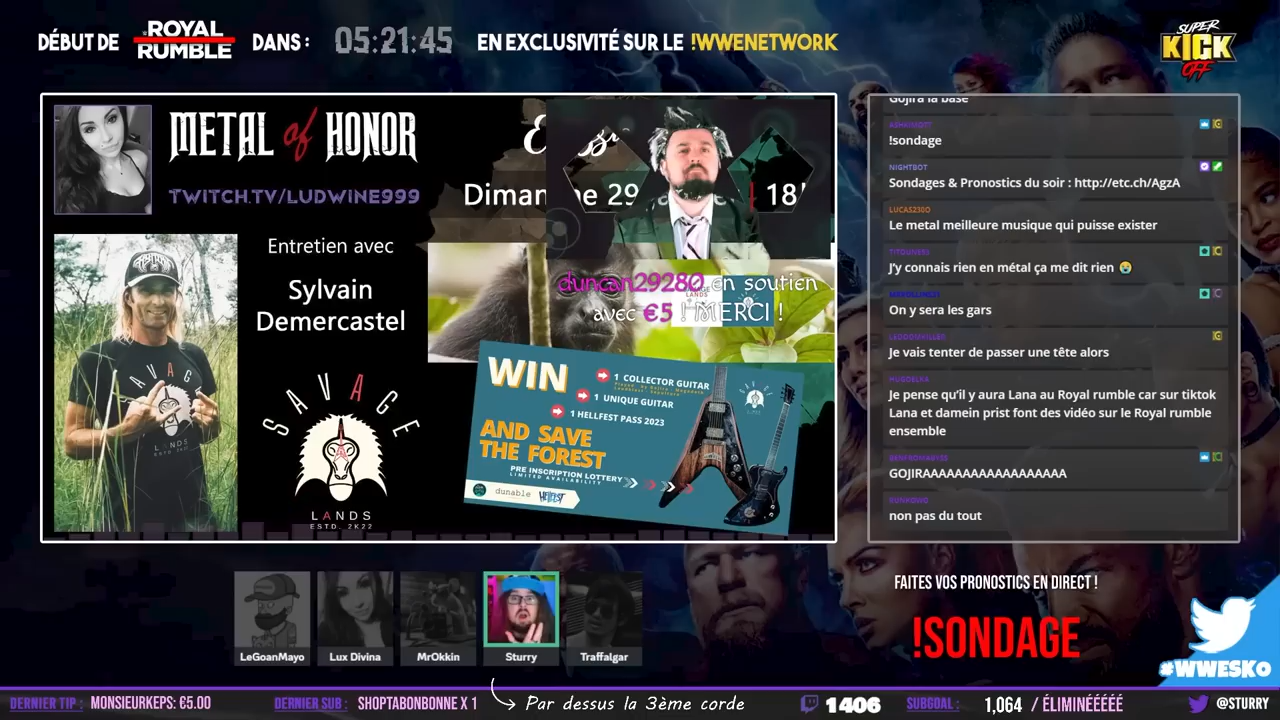 DÉBUT DE ROYAL RUMBLE DANS : 05:21:45 EN EXCLUSIVITÉ SUR LE !WWENETWORK
SUPER KICK OFF
METAL of HONOR
TWITCH.TV/LUDWINE999
Dimanche 29 18
Entretien avec
Sylvain
Demercastel
SAVAGE
LANDS
ESTD. 2K22
duncan29280 en soutien
avec €5 ! MERCI !
WIN
1 COLLECTOR GUITAR
1 UNIQUE GUITAR
1 HELLFEST PASS 2023
AND SAVE
THE FOREST
PRE INSCRIPTION LOTTERY
LIMITED AVAILABILITY
dunable HELLFEST
Gojira la base
!sondage
NIGHTBOT
Sondages & Pronostics du soir : http://etc.ch/AgzA
LUCAS230O
Le metal meilleure musique qui puisse exister
J'y connais rien en métal ça me dit rien 😭
On y sera les gars
Je vais tenter de passer une tête alors
HUGDELKA
Je pense qu'il y aura Lana au Royal rumble car sur tiktok
Lana et damein prist font des vidéo sur le Royal rumble
ensemble
GOJIRAAAAAAAAAAAAAAAAAA
non pas du tout
FAITES VOS PRONOSTICS EN DIRECT !
!SONDAGE
#WWESKO
LeGoanMayo
Lux Divina
MrOkkin
Sturry
Traffalgar
DERNIER TIP : MONSIEURKEPS: €5.00
DERNIER SUB : SHOPTABONBONNE X 1
Par dessus la 3ème corde
1406
SUBGOAL : 1,064 / ÉLIMINÉÉÉÉÉ
@STURRY